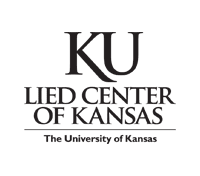 KU
LIED CENTER
OF KANSAS
The University of Kansas